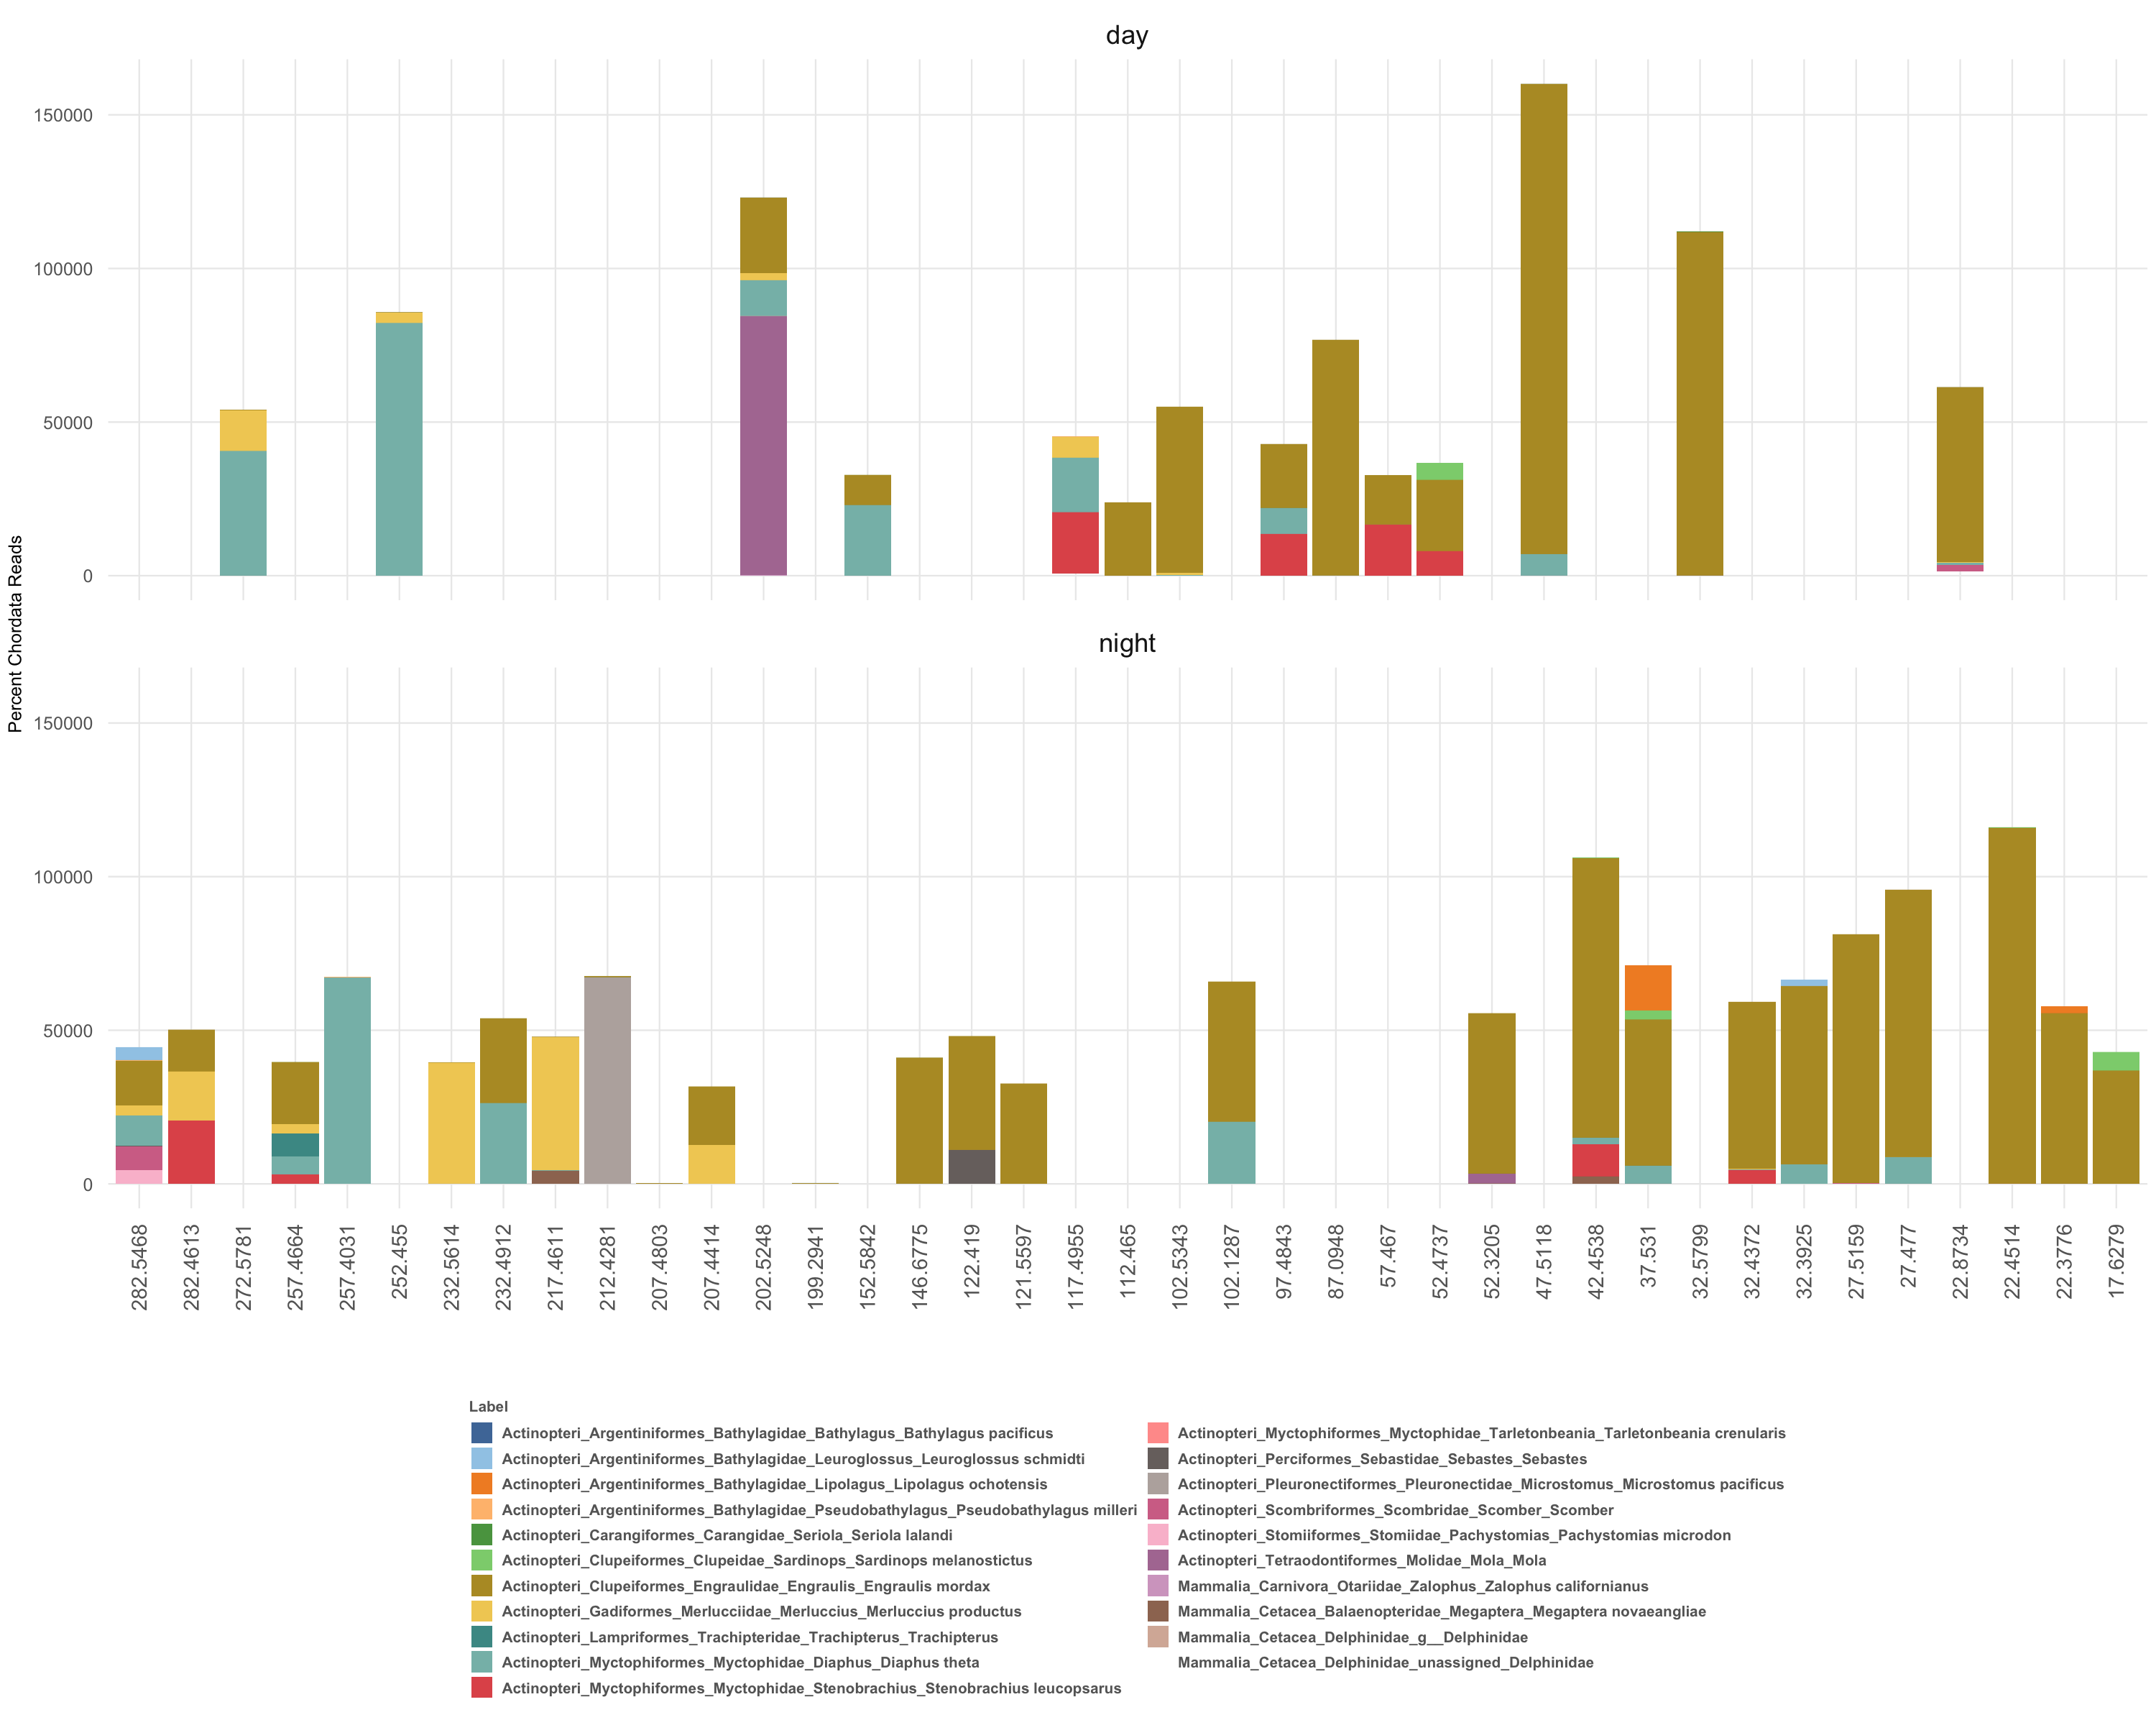 day
150000
100000
50000
0
Percent Chordata Reads
night
150000
100000
50000
0
282.5468
282.4613
272.5781
257.4664
257.4031
252.455
232.5614
232.4912
217.4611
212.4281
207.4803
207.4414
202.5248
199.2941
152.5842
146.6775
122.419
121.5597
117.4955
112.465
102.5343
102.1287
97.4843
87.0948
57.467
52.4737
52.3205
47.5118
42.4538
37.531
32.5799
32.4372
32.3925
27.5159
27.477
22.8734
22.4514
22.3776
17.6279
Label
Actinopteri_Argentiniformes_Bathylagidae_Bathylagus_Bathylagus pacificus
Actinopteri_Argentiniformes_Bathylagidae_Leuroglossus_Leuroglossus schmidti
Actinopteri_Argentiniformes_Bathylagidae_Lipolagus_Lipolagus ochotensis
Actinopteri_Argentiniformes_Bathylagidae_Pseudobathylagus_Pseudobathylagus milleri
Actinopteri_Carangiformes_Carangidae_Seriola_Seriola lalandi
Actinopteri_Clupeiformes_Clupeidae_Sardinops_Sardinops melanostictus
Actinopteri_Clupeiformes_Engraulidae_Engraulis_Engraulis mordax
Actinopteri_Gadiformes_Merlucciidae_Merluccius_Merluccius productus
Actinopteri_Lampriformes_Trachipteridae_Trachipterus_Trachipterus
Actinopteri_Myctophiformes_Myctophidae_Diaphus_Diaphus theta
Actinopteri_Myctophiformes_Myctophidae_Stenobrachius_Stenobrachius leucopsarus
Actinopteri_Myctophiformes_Myctophidae_Tarletonbeania_Tarletonbeania crenularis
Actinopteri_Perciformes_Sebastidae_Sebastes_Sebastes
Actinopteri_Pleuronectiformes_Pleuronectidae_Microstomus_Microstomus pacificus
Actinopteri_Scombriformes_Scombridae_Scomber_Scomber
Actinopteri_Stomiiformes_Stomiidae_Pachystomias_Pachystomias microdon
Actinopteri_Tetraodontiformes_Molidae_Mola_Mola
Mammalia_Carnivora_Otariidae_Zalophus_Zalophus californianus
Mammalia_Cetacea_Balaenopteridae_Megaptera_Megaptera novaeangliae
Mammalia_Cetacea_Delphinidae_g__Delphinidae
Mammalia_Cetacea_Delphinidae_unassigned_Delphinidae